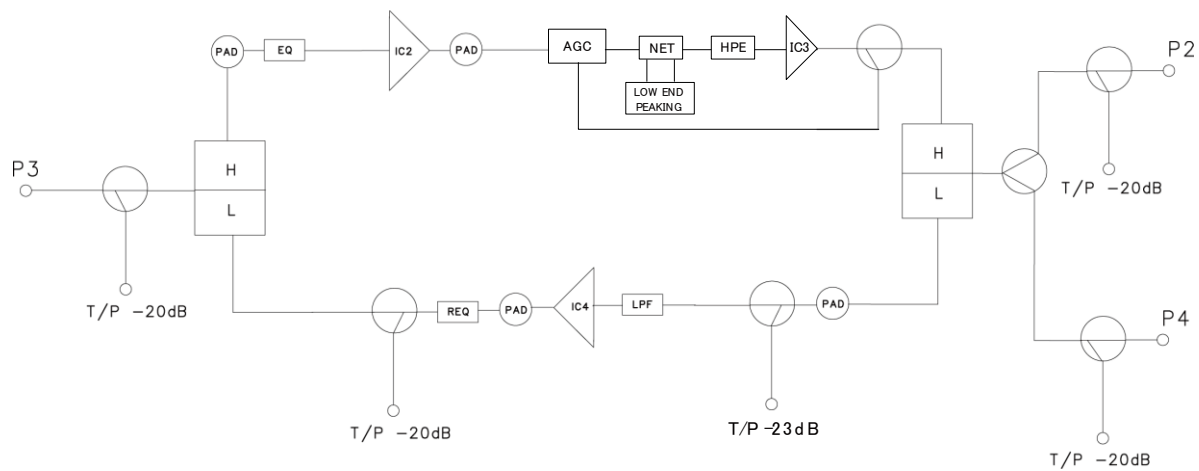 PAD
EQ
IC2
PAD
AGC
NET
HPE
IC3
LOW END
PEAKING
P2
T/P -20dB
P3
H
L
T/P -20dB
H
L
REQ
PAD
IC4
LPF
PAD
T/P -20dB
T/P -23dB
P4
T/P -20dB